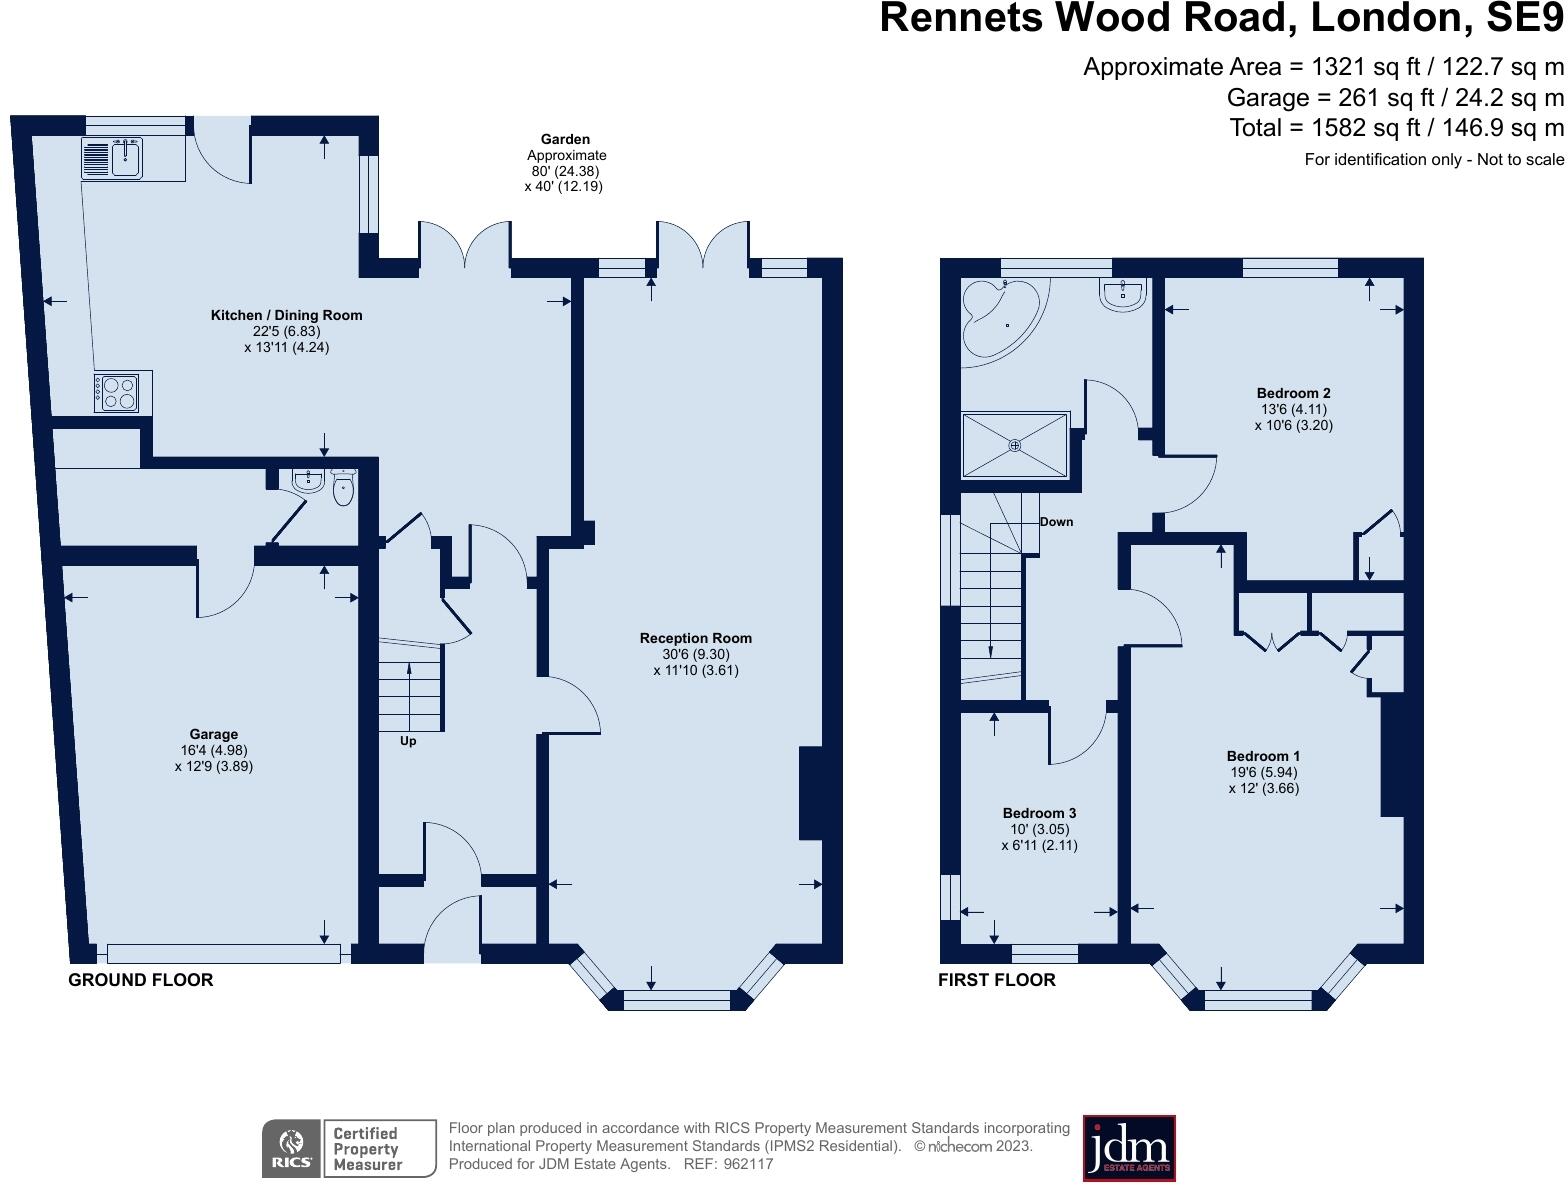 Rennets Wood Road, London, SE9
Approximate Area = 1321 sq ft / 122.7 sq m
Garage = 261 sq ft / 24.2 sq m
Total = 1582 sq ft / 146.9 sq m
For identification only - Not to scale
Garden
Approximate
80' (24.38)
x 40' (12.19)
Kitchen / Dining Room
22'5 (6.83)
x 13'11 (4.24)
Reception Room
30'6 (9.30)
x 11'10 (3.61)
Garage
16'4 (4.98)
x 12'9 (3.89)
Up
GROUND FLOOR
Bedroom 2
13'6 (4.11)
x 10'6 (3.20)
Down
Bedroom 1
19'6 (5.94)
x 12' (3.66)
Bedroom 3
10' (3.05)
x 6'11 (2.11)
FIRST FLOOR
RICS
Certified
Property
Measurer
Floor plan produced in accordance with RICS Property Measurement Standards incorporating
International Property Measurement Standards (IPMS2 Residential). © nichecom 2023.
Produced for JDM Estate Agents. REF: 962117
jdm
ESTATE AGENTS